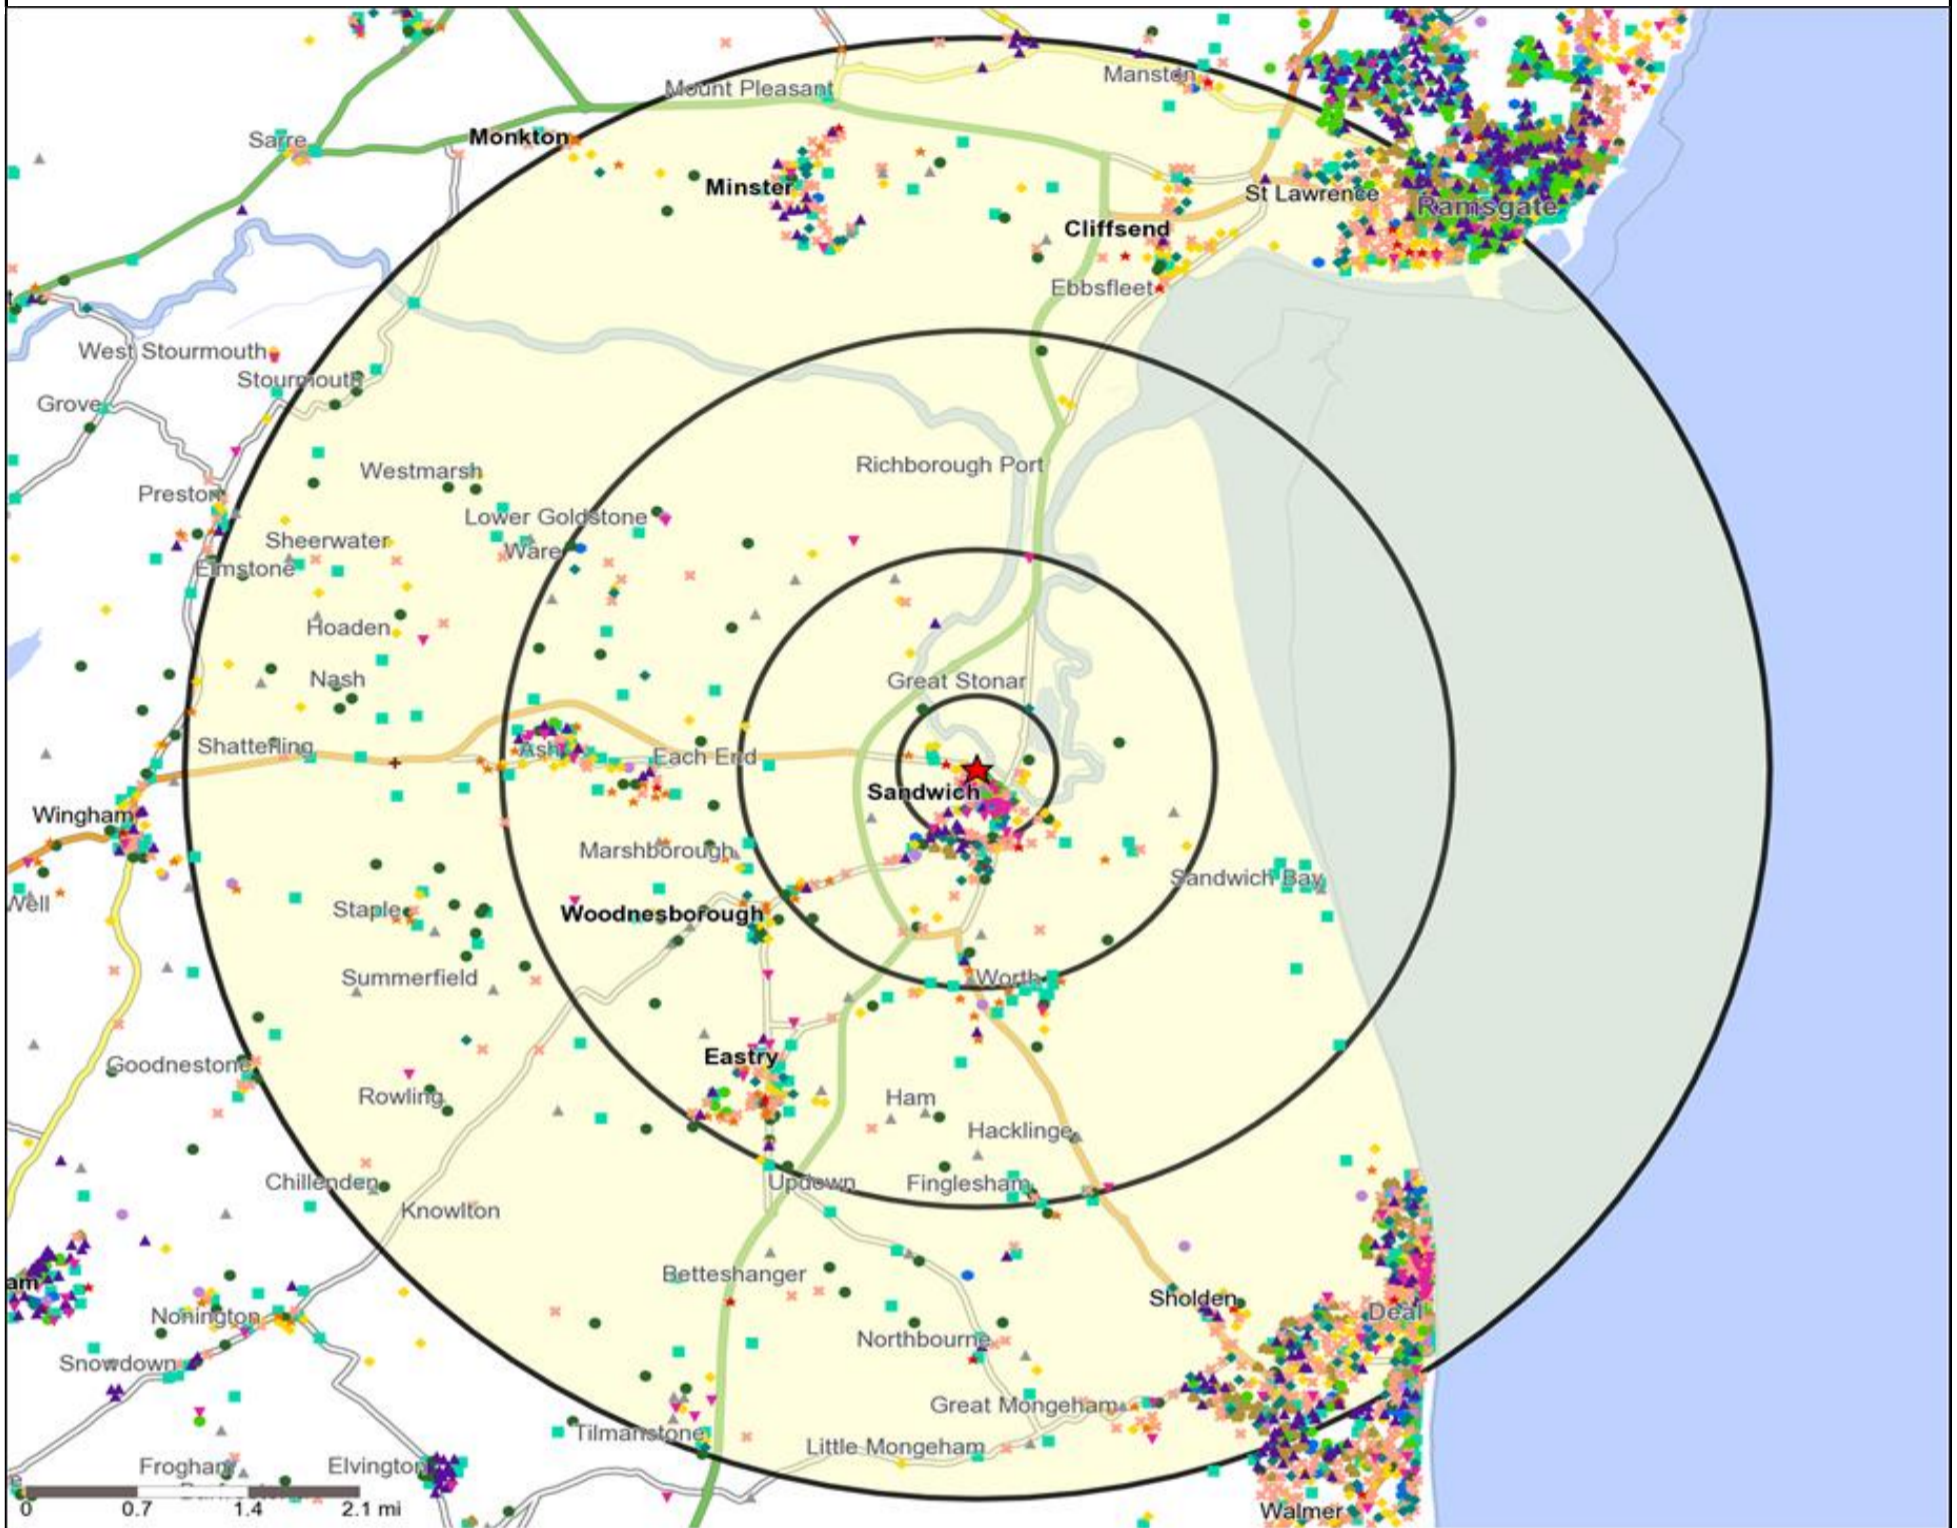 Manston
Mount Pleasant
Sarre
Monkton
Minster
St Lawrence
Ramsgate
Cliffsend
Ebbsfleet
West Stourmouth
Stourmouth
Grove
Richborough Port
Westmarsh
Preston
Lower Goldstone
Sheerwater
Ware
Elmstone
Hoaden
Nash
Great Stonar
Shatterling
Ash
Each End
Sandwich
Wingham
Marshborough
Sandwich Bay
Well
Staple
Woodnesborough
Summerfield
Worth
Eastry
Goodnestone
Rowling
Ham
Hacklinge
Chillenden
Updown
Finglesham
Knowlton
Betteshanger
am
Sholden
Deal
Nonington
Northbourne
Snowdown
Great Mongeham
Tilmanstone
Little Mongeham
Frogham
Elvington
0 0.7 1.4 2.1 mi
Walmer